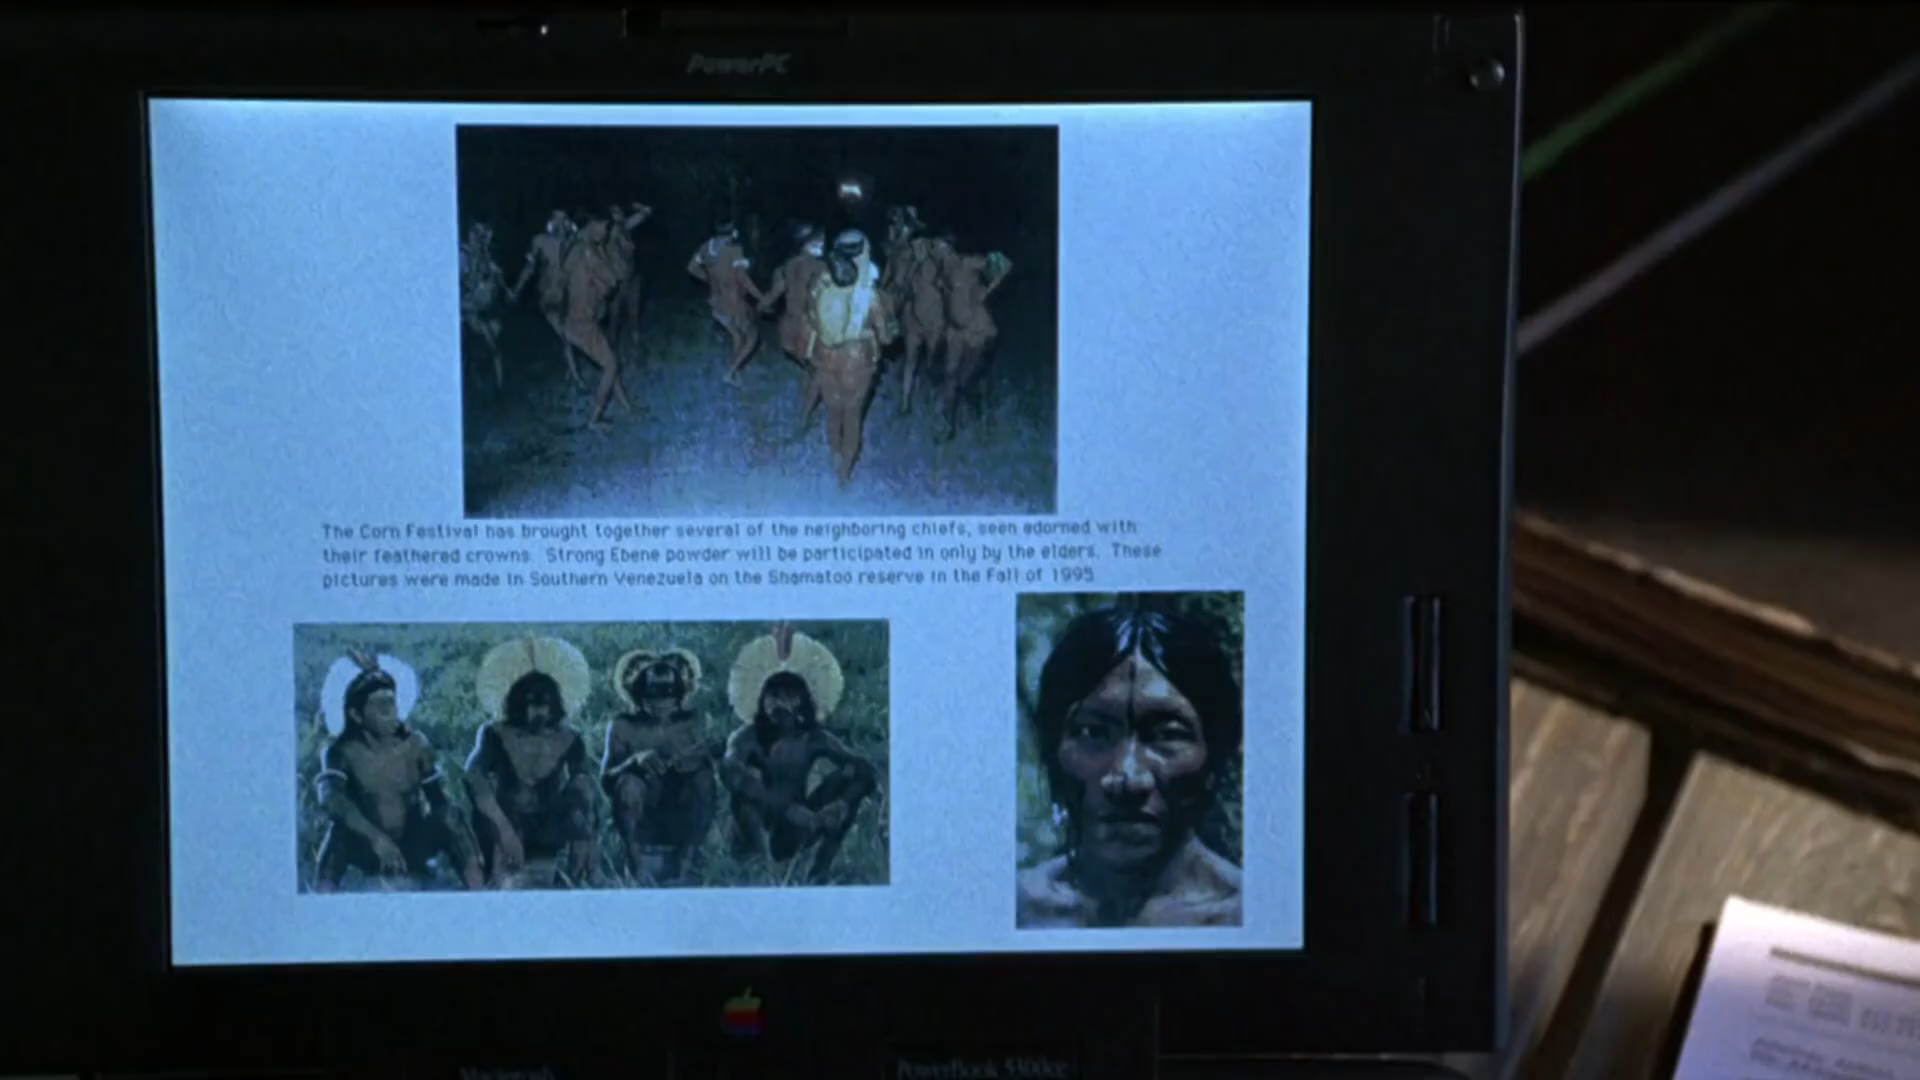 PowerPC
The Corn Festival has brought together several of the neighboring chiefs, seen adorned with
their feathered crowns. Strong Ebene powder will be participated in only by the elders. These
pictures were made in Southern Venezuela on the Shamatoo reserve in the Fall of 1995
Macintosh
PowerBook 5300ce